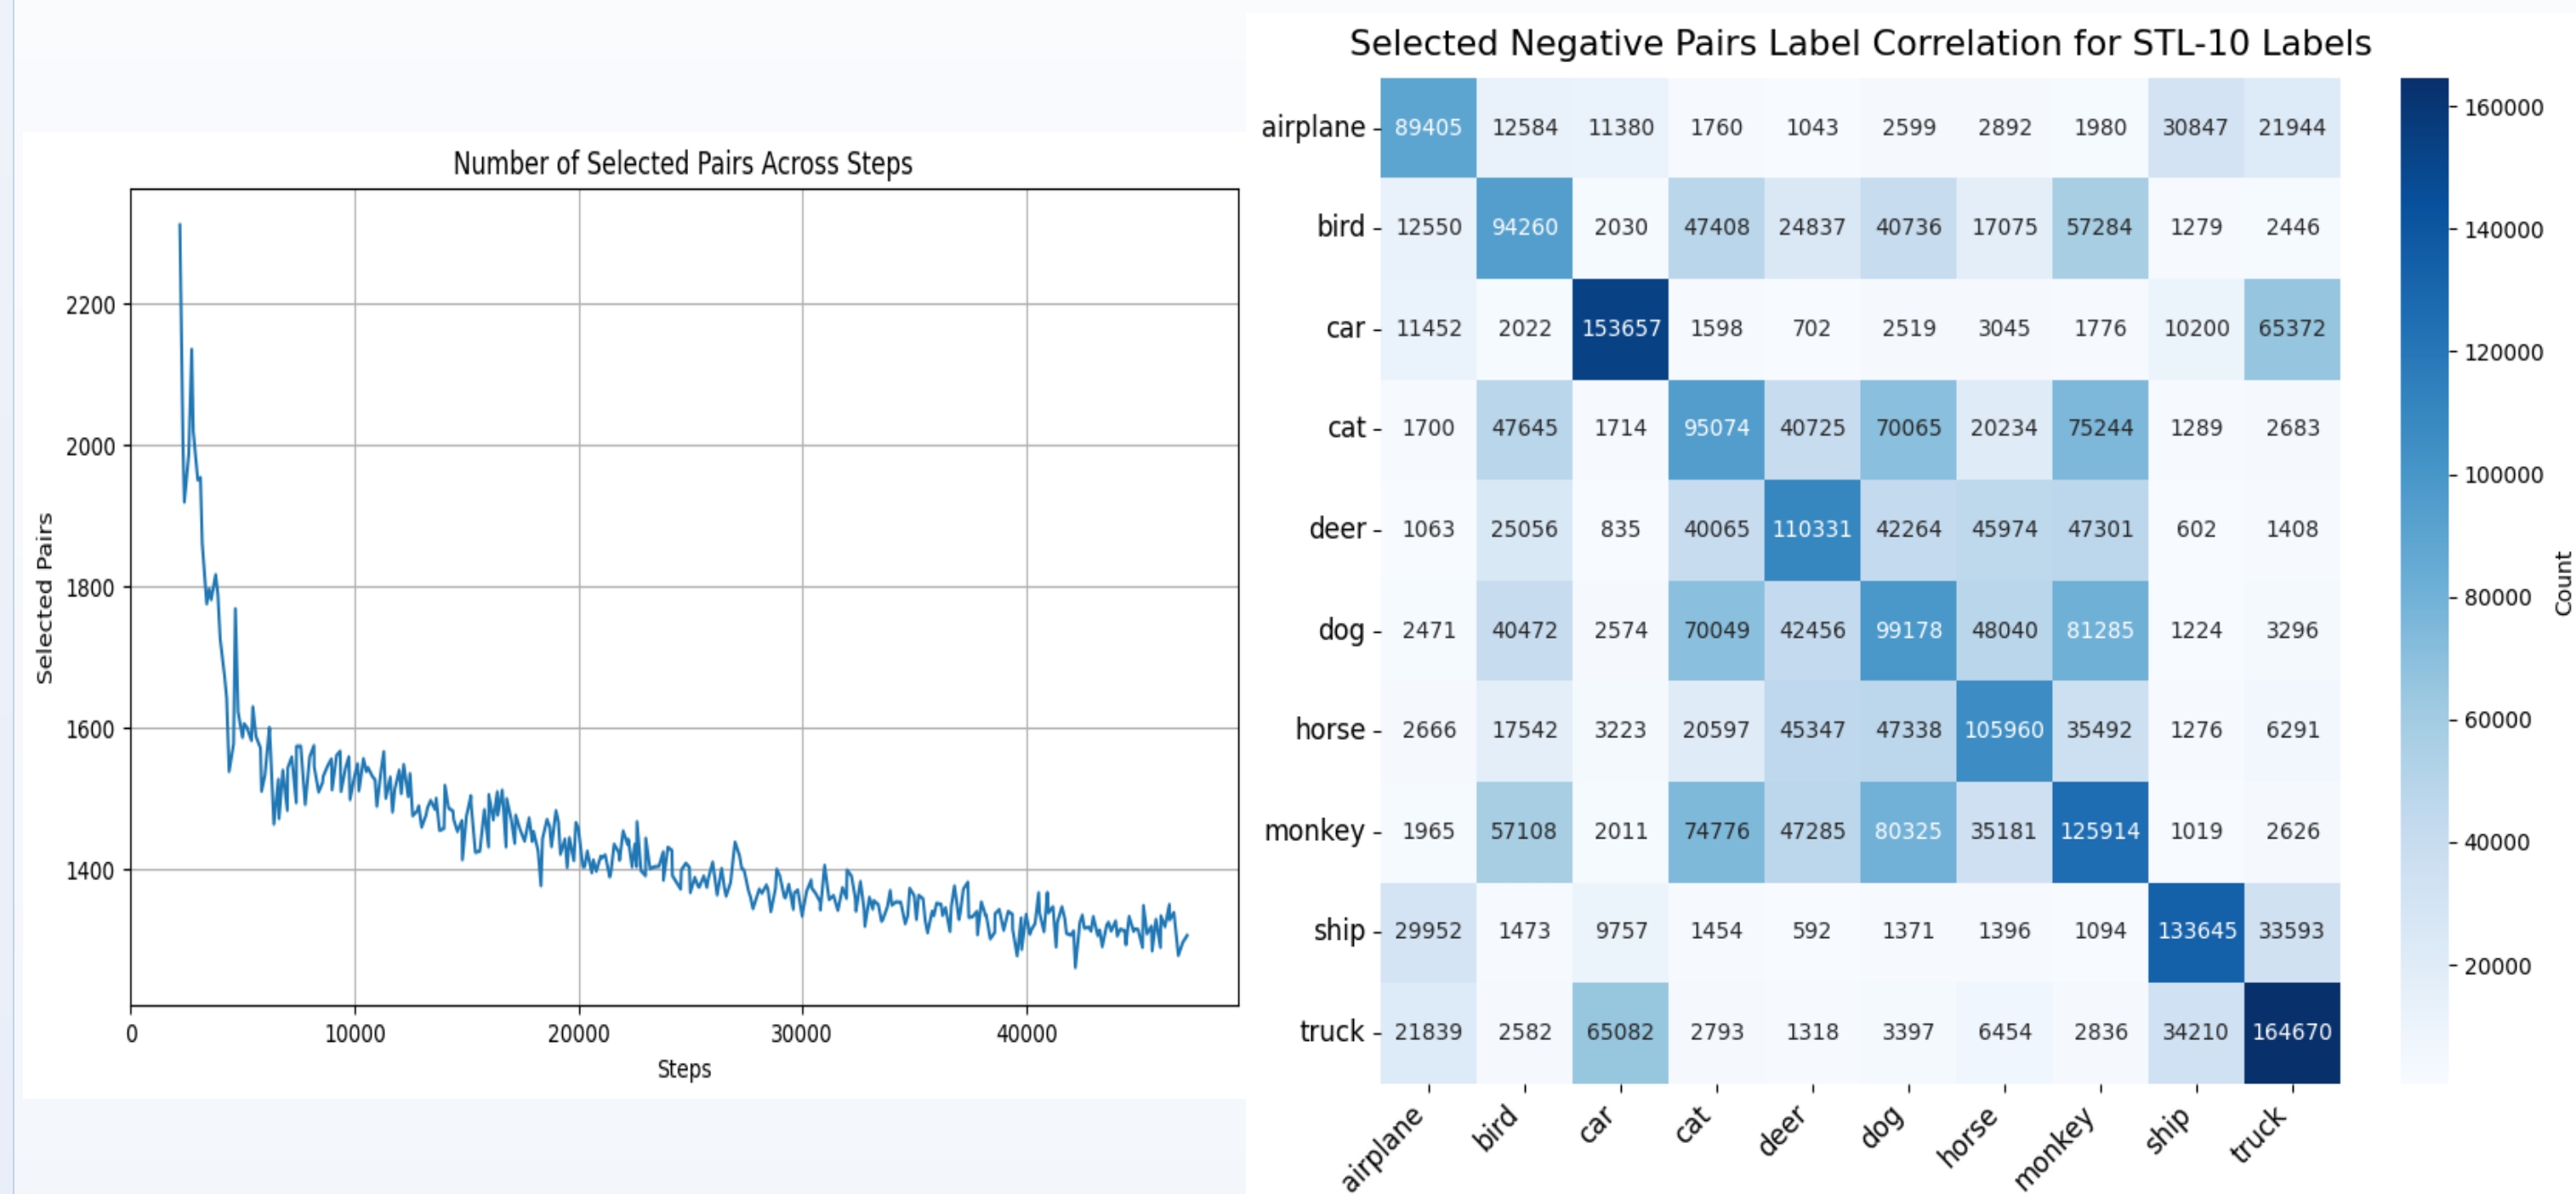 Number of Selected Pairs Across Steps
2200
2000
1800
1600
1400
Selected Pairs
0 10000 20000 30000 40000
Steps
Selected Negative Pairs Label Correlation for STL-10 Labels
airplane 89405 12584 11380 1760 1043 2599 2892 1980 30847 21944
bird 12550 94260 2030 47408 24837 40736 17075 57284 1279 2446
car 11452 2022 153657 1598 702 2519 3045 1776 10200 65372
cat 1700 47645 1714 95074 40725 70065 20234 75244 1289 2683
deer 1063 25056 835 40065 110331 42264 45974 47301 602 1408
dog 2471 40472 2574 70049 42456 99178 48040 81285 1224 3296
horse 2666 17542 3223 20597 45347 47338 105960 35492 1276 6291
monkey 1965 57108 2011 74776 47285 80325 35181 125914 1019 2626
ship 29952 1473 9757 1454 592 1371 1396 1094 133645 33593
truck 21839 2582 65082 2793 1318 3397 6454 2836 34210 164670
airplane bird car cat deer dog horse monkey ship truck
160000
140000
120000
100000
80000
60000
40000
20000
Count